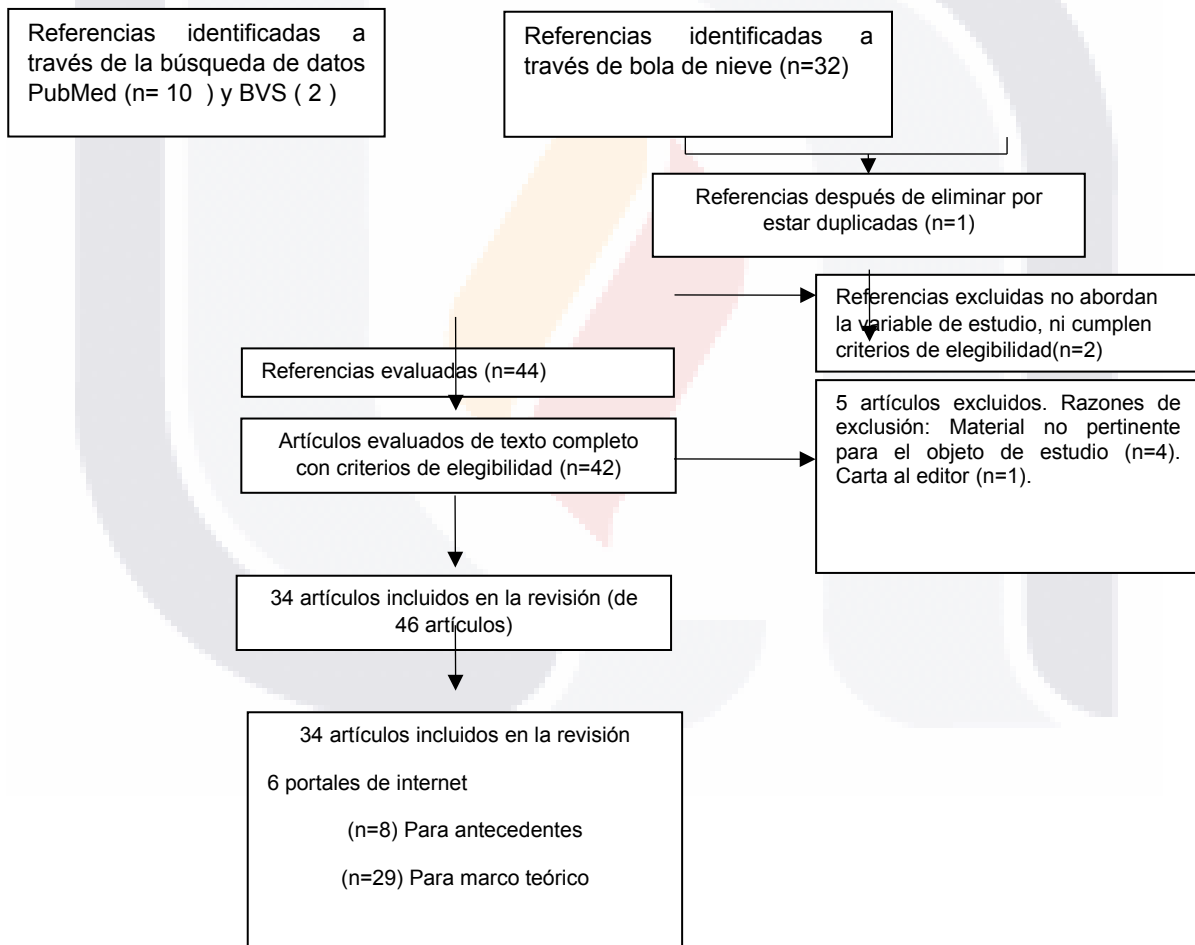 Referencias identificadas a
través de la búsqueda de datos
PubMed (n= 10 ) y BVS ( 2 )
Referencias identificadas a
través de bola de nieve (n=32)
Referencias después de eliminar por
estar duplicadas (n=1)
Referencias excluidas no abordan
la variable de estudio, ni cumplen
criterios de elegibilidad(n=2)
Referencias evaluadas (n=44)
5 artículos excluidos. Razones de
exclusión: Material no pertinente
para el objeto de estudio (n=4).
Carta al editor (n=1).
Artículos evaluados de texto completo
con criterios de elegibilidad (n=42)
34 artículos incluidos en la revisión (de
46 artículos)
34 artículos incluidos en la revisión
6 portales de internet
(n=8) Para antecedentes
(n=29) Para marco teórico